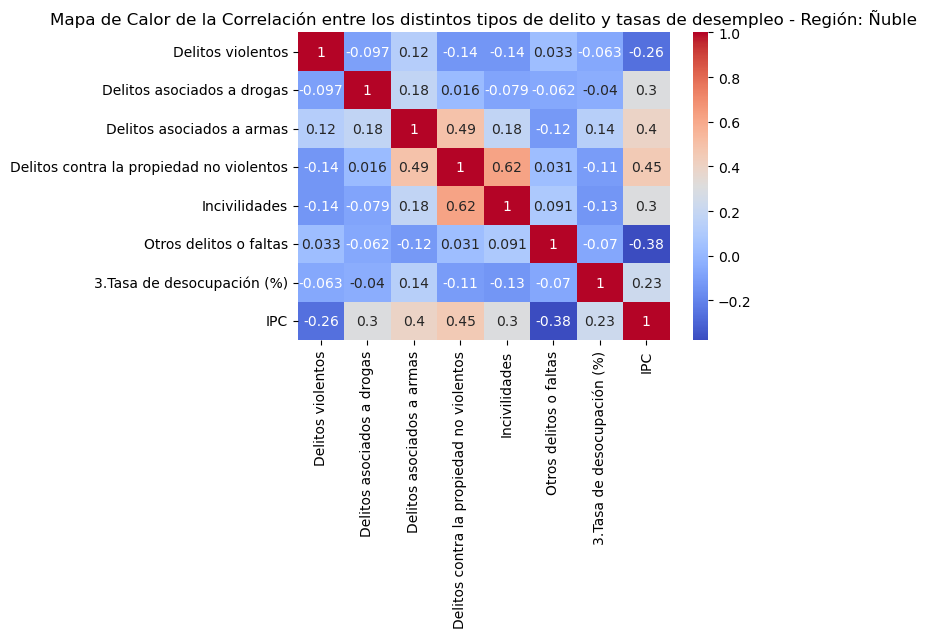 Mapa de Calor de la Correlación entre los distintos tipos de delito y tasas de desempleo - Región: Ñuble
Delitos violentos 1 -0.097 0.12 -0.14 -0.14 0.033 -0.063 -0.26
Delitos asociados a drogas -0.097 1 0.18 0.016 -0.079 -0.062 -0.04 0.3
Delitos asociados a armas 0.12 0.18 1 0.49 0.18 -0.12 0.14 0.4
Delitos contra la propiedad no violentos -0.14 0.016 0.49 1 0.62 0.031 -0.11 0.45
Incivilidades -0.14 -0.079 0.18 0.62 1 0.091 -0.13 0.3
Otros delitos o faltas 0.033 -0.062 -0.12 0.031 0.091 1 -0.07 -0.38
3.Tasa de desocupación (%) -0.063 -0.04 0.14 -0.11 -0.13 -0.07 1 0.23
IPC -0.26 0.3 0.4 0.45 0.3 -0.38 0.23 1
Delitos violentos
Delitos asociados a drogas
Delitos asociados a armas
Delitos contra la propiedad no violentos
Incivilidades
Otros delitos o faltas
3.Tasa de desocupación (%)
IPC
1.0
0.8
0.6
0.4
0.2
0.0
−0.2